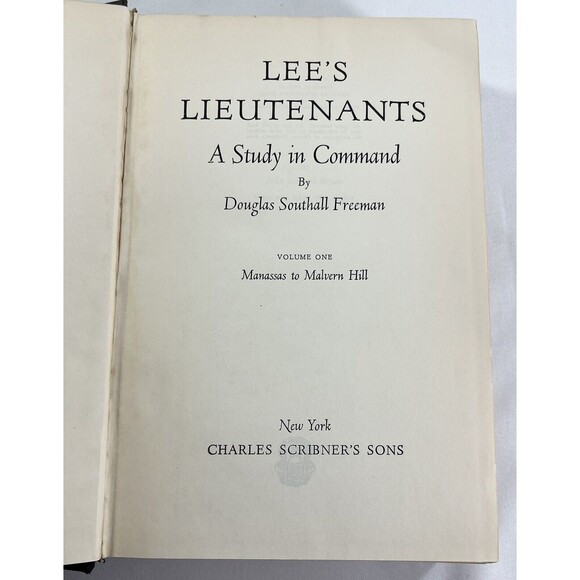 LEE'S
LIEUTENANTS
A Study in Command
By
Douglas Southall Freeman
VOLUME ONE
Manassas to Malvern Hill
New York
CHARLES SCRIBNER'S SONS